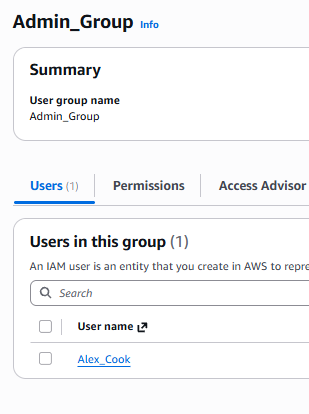 Admin_Group Info
Summary
User group name
Admin_Group
Users (1) Permissions Access Advisor
Users in this group (1)
An IAM user is an entity that you create in AWS to repre
Search
User name
Alex_Cook